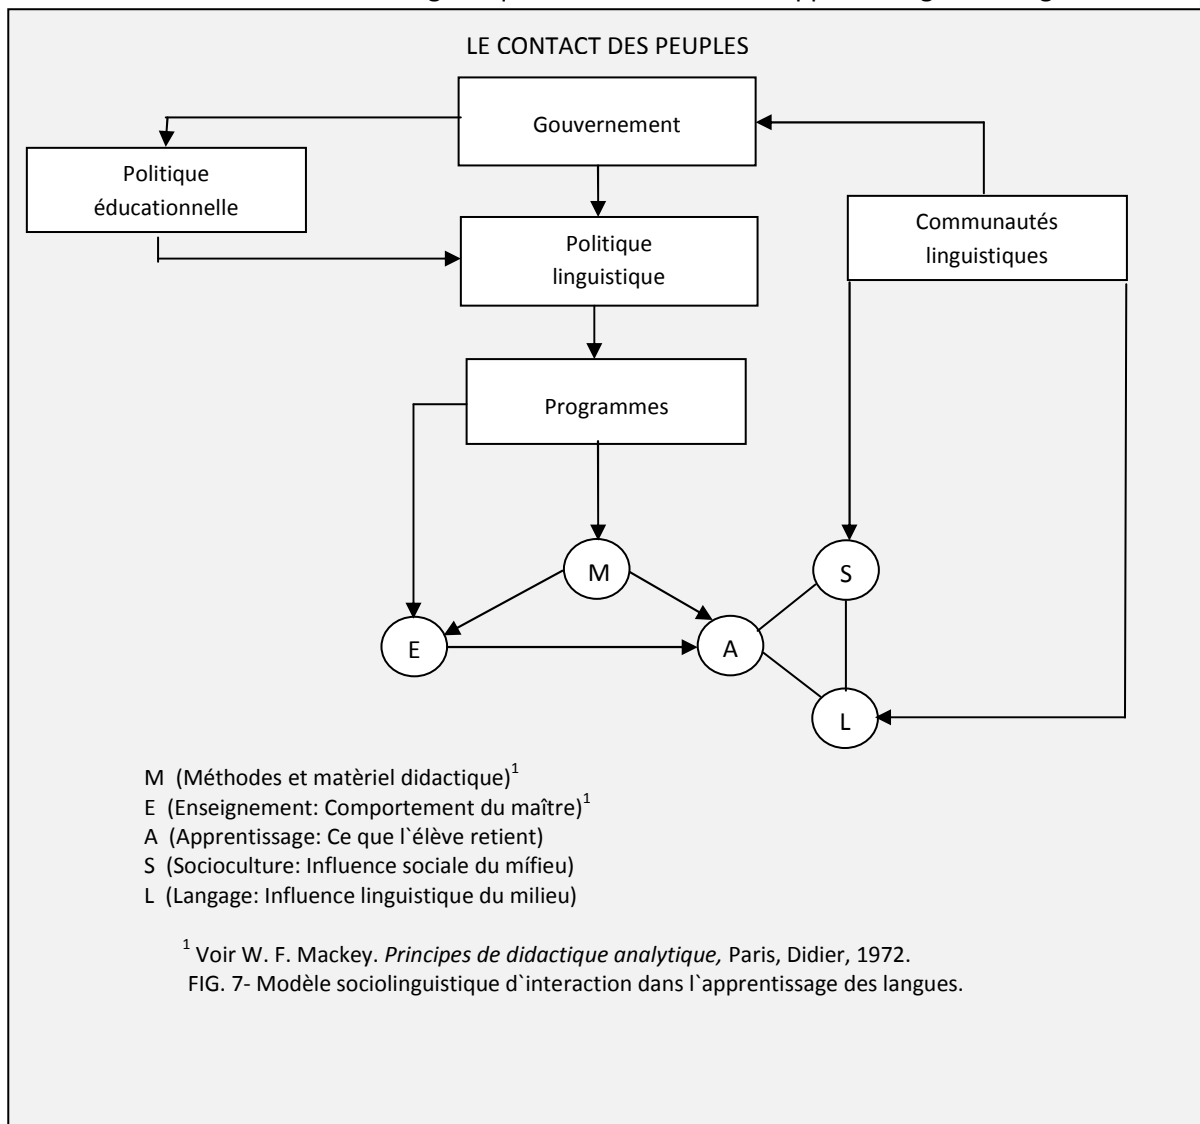 LE CONTACT DES PEUPLES
Gouvernement
Politique
éducationnelle
Communautés
linguistiques
Politique
linguistique
Programmes
M
S
E
A
L
M (Méthodes et matèriel didactique)1
E (Enseignement: Comportement du maître)1
A (Apprentissage: Ce que l`élève retient)
S (Socioculture: Influence sociale du mífieu)
L (Langage: Influence linguistique du milieu)
1 Voir W. F. Mackey. Principes de didactique analytique, Paris, Didier, 1972.
FIG. 7- Modèle sociolinguistique d`interaction dans l`apprentissage des langues.